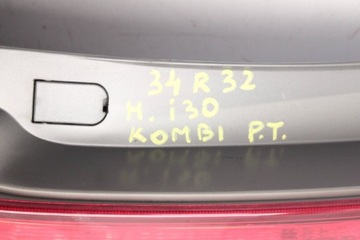 34 R 32
H. i30
KOMBI P.T.